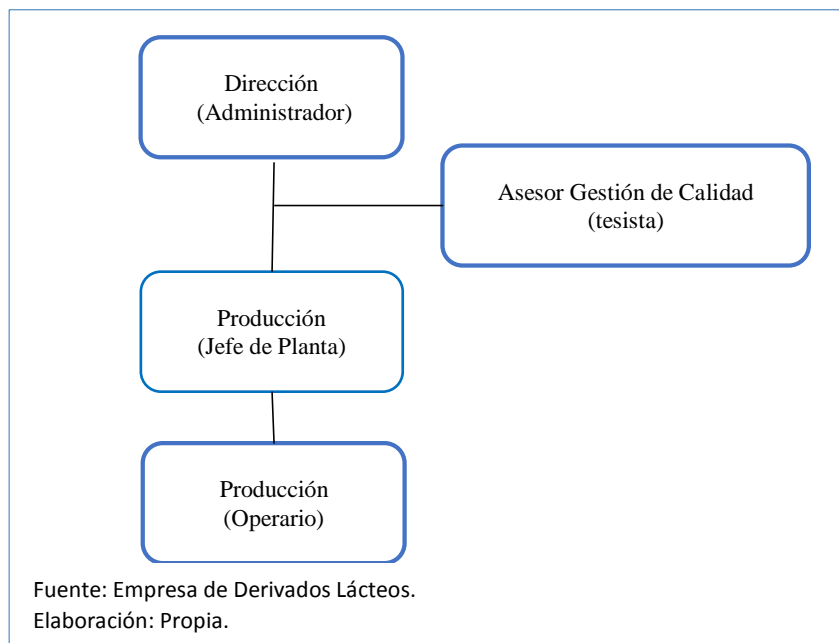 Dirección
(Administrador)
Asesor Gestión de Calidad
(tesista)
Producción
(Jefe de Planta)
Producción
(Operario)
Fuente: Empresa de Derivados Lácteos.
Elaboración: Propia.